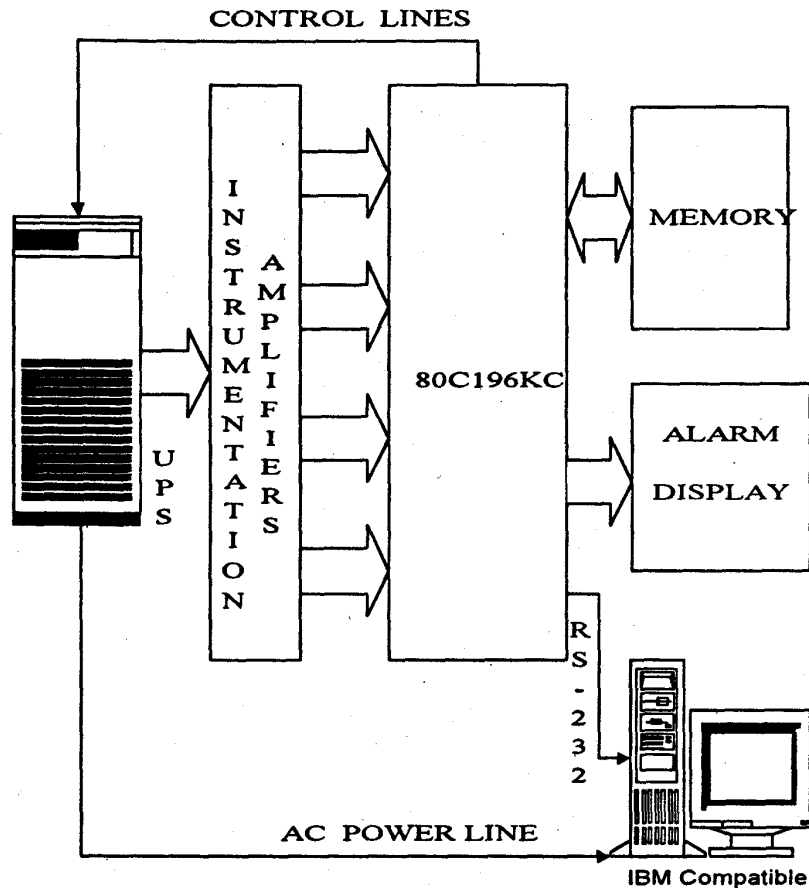 CONTROL LINES
INSTRUMENTATION
AMPLIFIERS
80C196KC
MEMORY
ALARM
DISPLAY
UPS
RS-232
AC POWER LINE
IBM Compatible